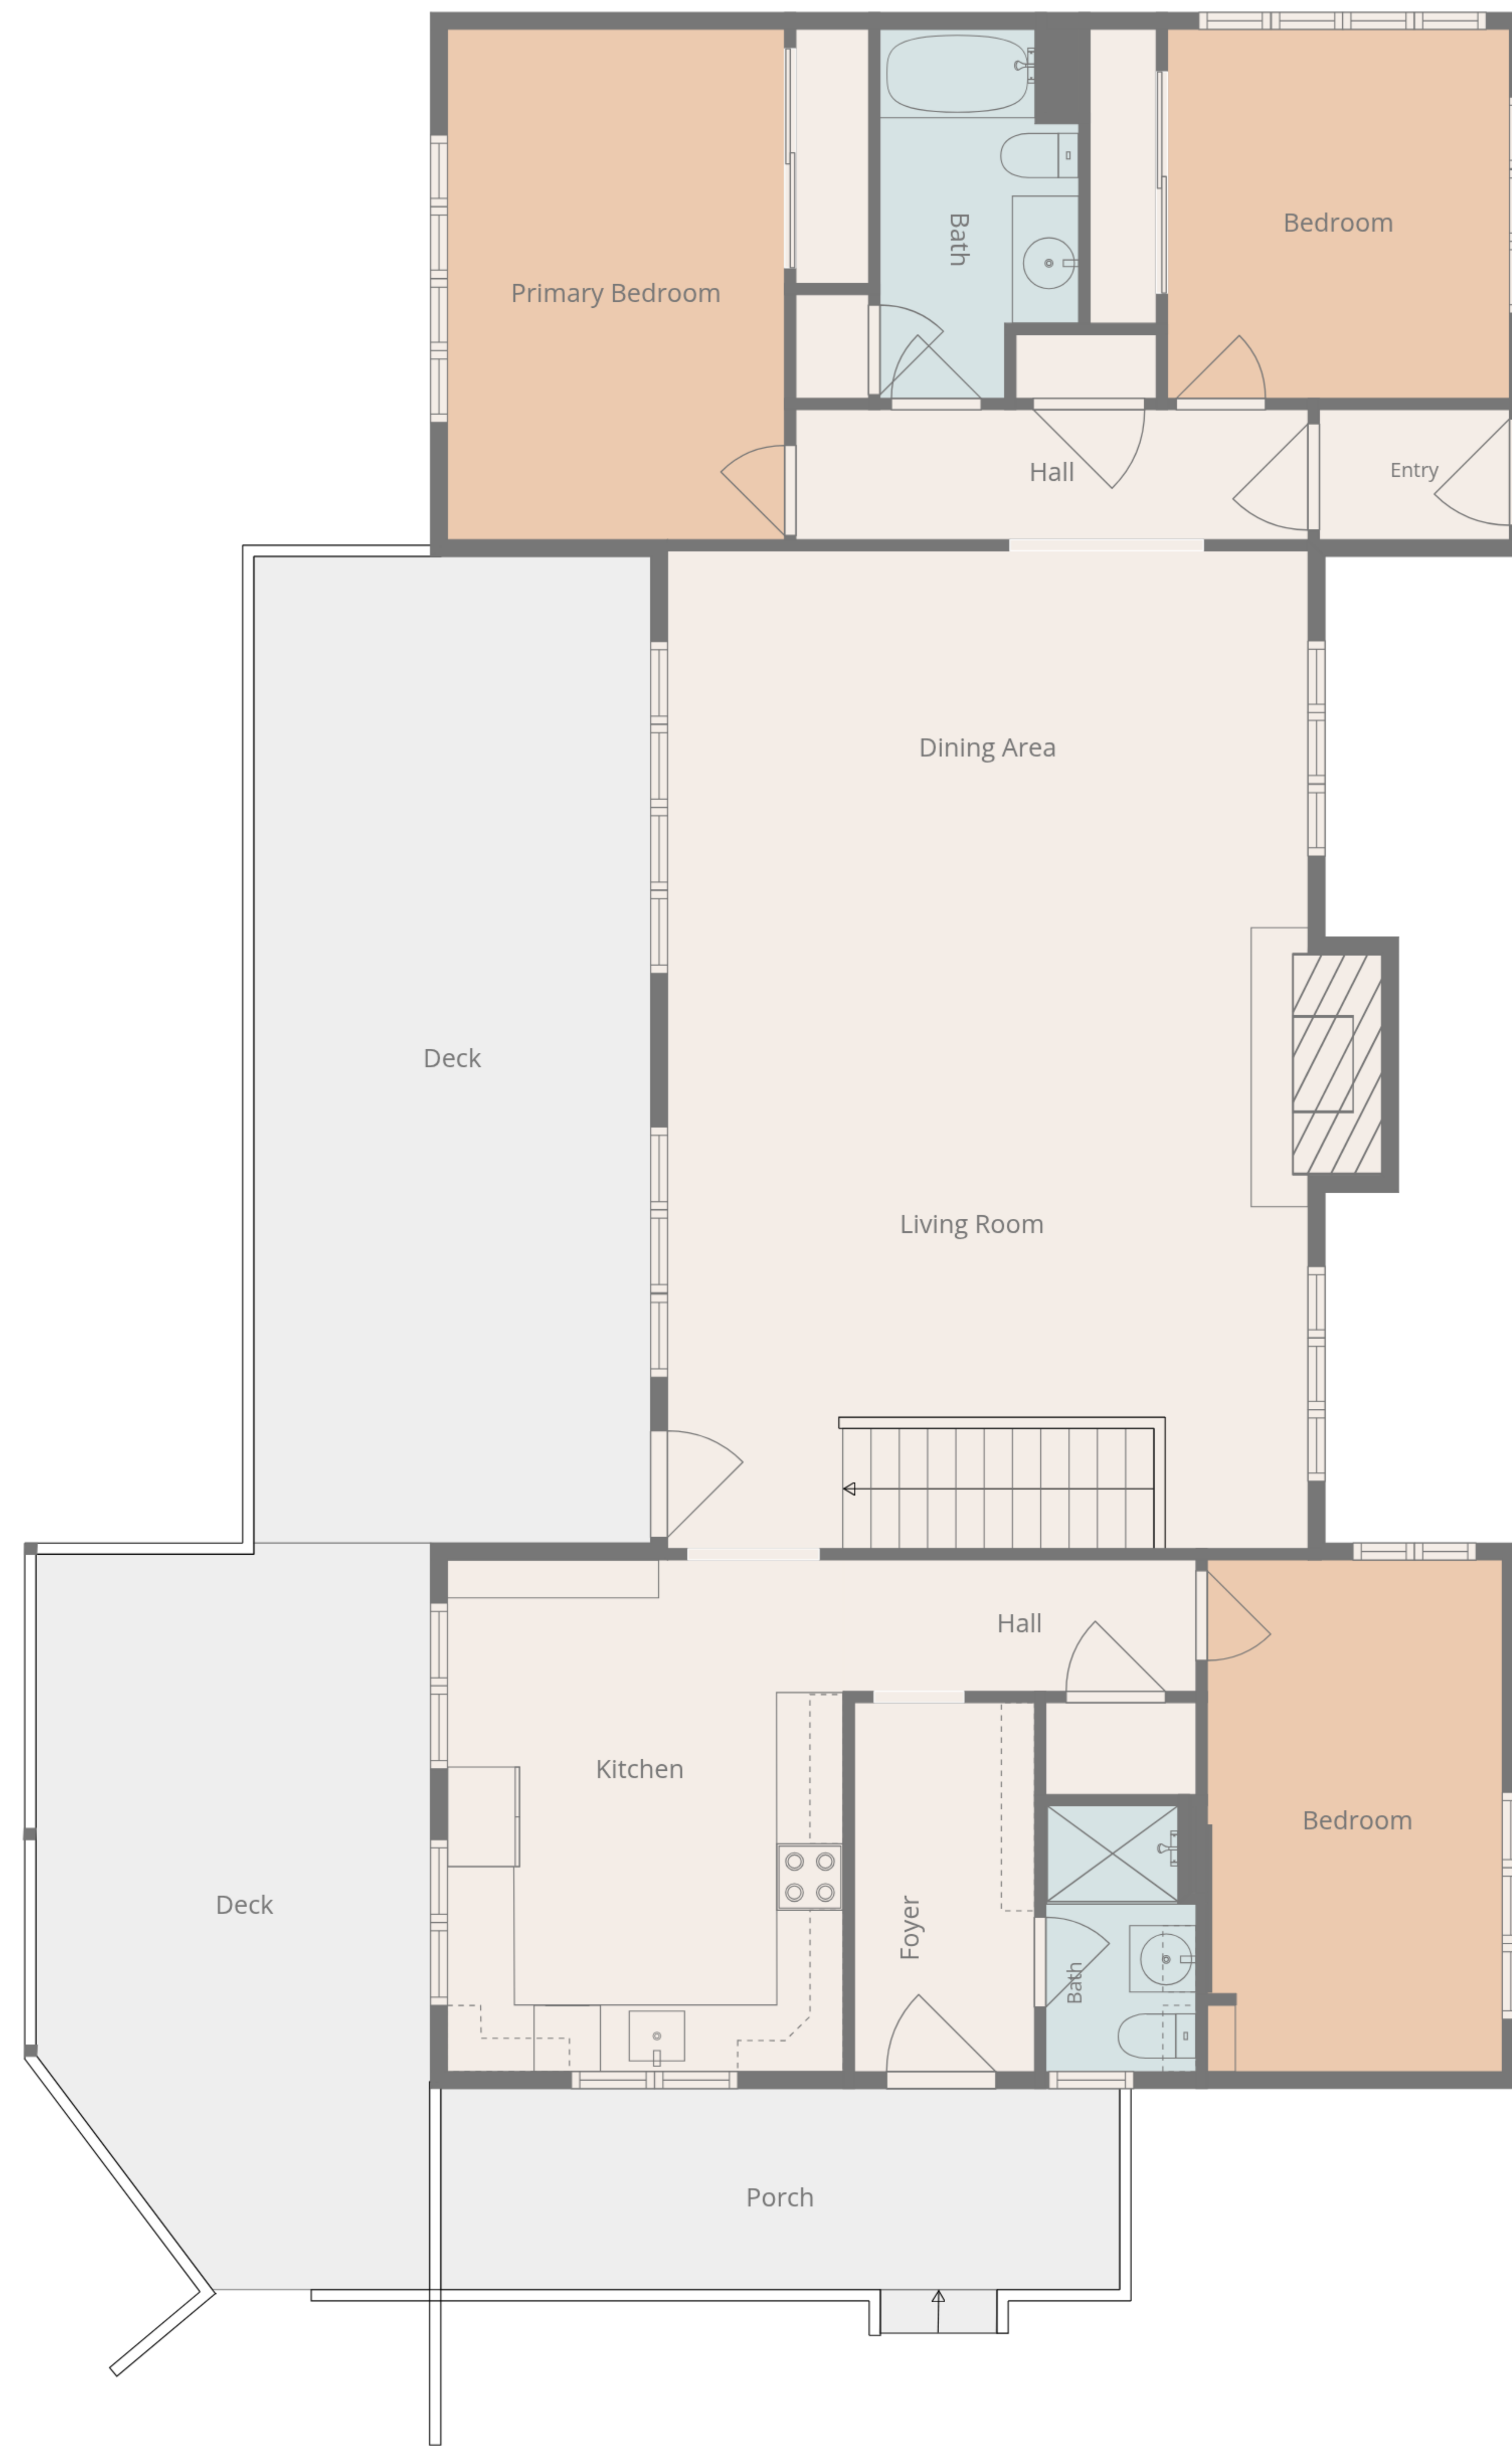 Bath
Bedroom
Primary Bedroom
Hall
Entry
Dining Area
Deck
Living Room
Hall
Kitchen
Bedroom
Deck
Foyer
Bath
Porch